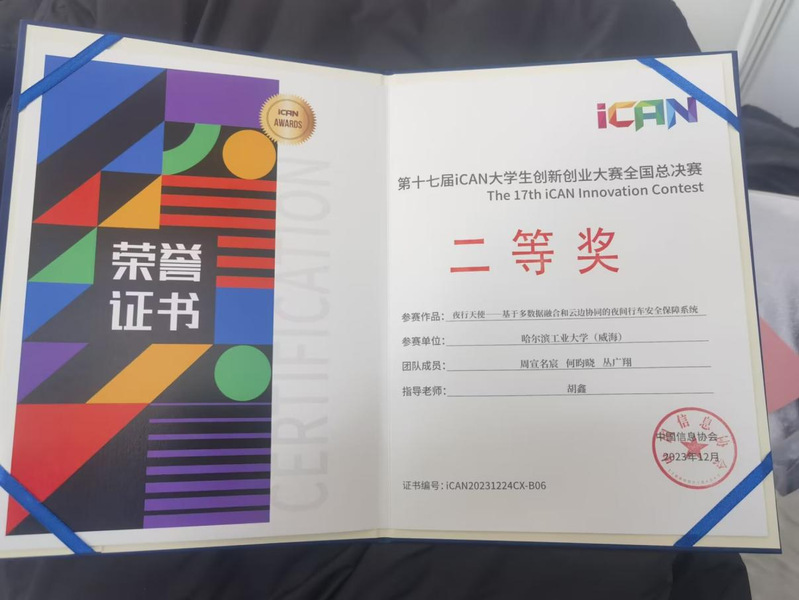 荣誉
证书
CERTIFICATION
iCAN
AWARDS
iCAN
第十七届iCAN大学生创新创业大赛全国总决赛
The 17th iCAN Innovation Contest
二等奖
参赛作品：夜行天使——基于多数据融合和云边协同的夜间行车安全保障系统
参赛单位：哈尔滨工业大学（威海）
团队成员：周宣名宸 何昀晓 丛广翔
指导老师：胡鑫
中国信息协会
2023年12月
证书编号：iCAN20231224CX-B06